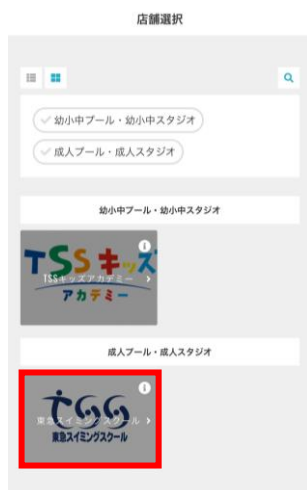 店舗選択
幼小中プール・幼小中スタジオ
成人プール・成人スタジオ
幼小中プール・幼小中スタジオ
TSSキッズ
TSSキッズアカデミー
アカデミー
成人プール・成人スタジオ
tss
東急スイミングスクール
東急スイミングスクール